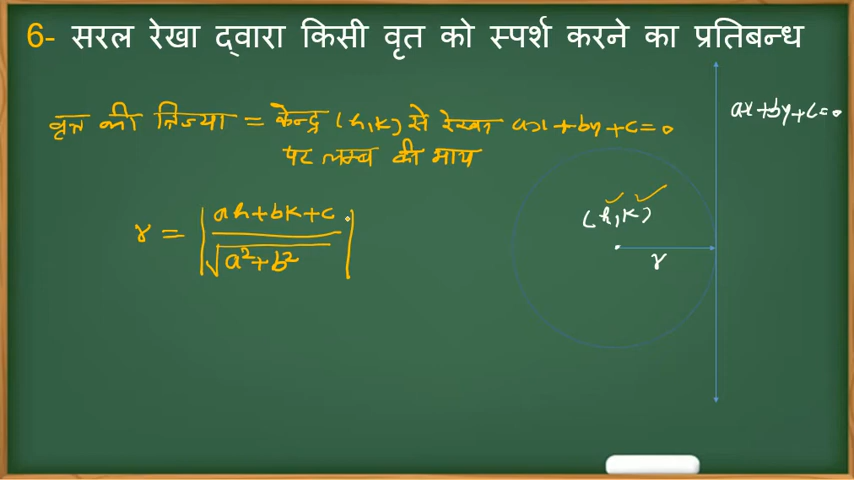 6- सरल रेखा द्वारा किसी वृत को स्पर्श करने का प्रतिबन्ध
ax+by+c=0
वृत्त की त्रिज्या = केन्द्र (h,k) से रेखा ax+by+c=0
पर लम्ब की माप
(h,k)
r = |ah+bk+c / √a²+b²|
r